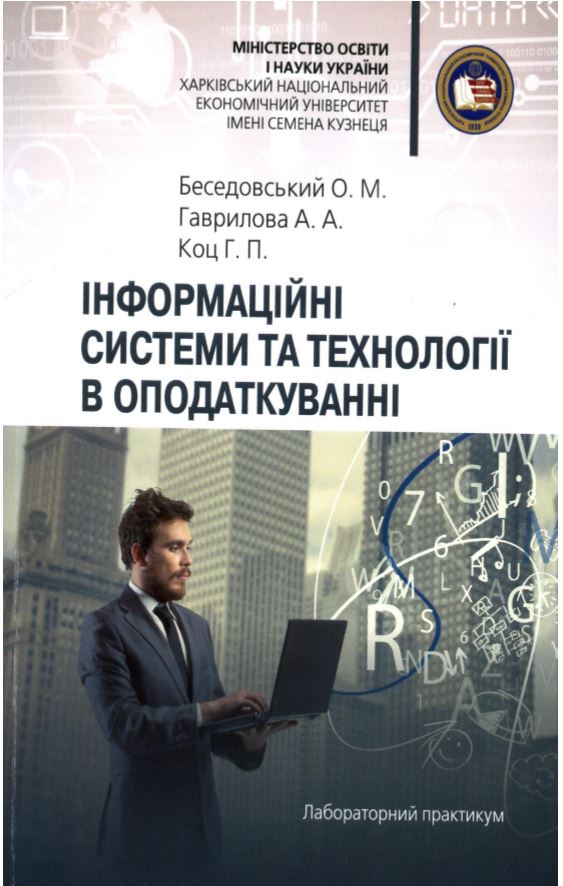 МІНІСТЕРСТВО ОСВІТИ
І НАУКИ УКРАЇНИ
ХАРКІВСЬКИЙ НАЦІОНАЛЬНИЙ
ЕКОНОМІЧНИЙ УНІВЕРСИТЕТ
ІМЕНІ СЕМЕНА КУЗНЕЦЯ
Беседовський О. М.
Гаврилова А. А.
Коц Г. П.
ІНФОРМАЦІЙНІ
СИСТЕМИ ТА ТЕХНОЛОГІЇ
В ОПОДАТКУВАННІ
Лабораторний практикум